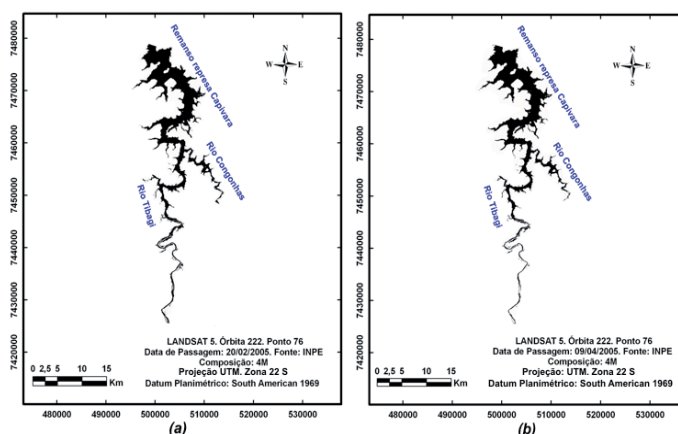 7480000
7470000
7460000
7450000
7440000
7430000
7420000
Remanso represa Capivara
Rio Congonhas
Rio Tibagi
N
W E
S
LANDSAT 5. Órbita 222. Ponto 76
Data de Passagem: 20/02/2005. Fonte: INPE
Composição: 4M
Projeção UTM. Zona 22 S
Datum Planimétrico: South American 1969
0 2,5 5 10 15
Km
480000 490000 500000 510000 520000 530000
(a)
7480000
7470000
7460000
7450000
7440000
7430000
7420000
Remanso represa Capivara
Rio Congonhas
Rio Tibagi
N
W E
S
LANDSAT 5. Órbita 222. Ponto 76
Data de Passagem: 09/04/2005. Fonte: INPE
Composição: 4M
Projeção UTM. Zona 22 S
Datum Planimétrico: South American 1969
0 2,5 5 10 15
Km
480000 490000 500000 510000 520000 530000
(b)